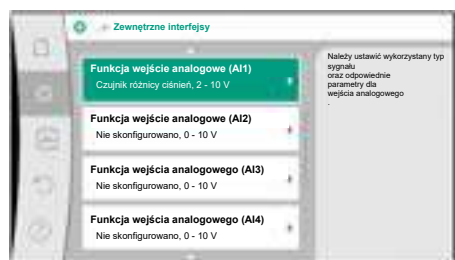 Zewnętrzne interfejsy
Funkcja wejście analogowe (AI1)
Czujnik różnicy ciśnień, 2 - 10 V
Funkcja wejście analogowe (AI2)
Nie skonfigurowano, 0 - 10 V
Funkcja wejścia analogowego (AI3)
Nie skonfigurowano, 0 - 10 V
Funkcja wejścia analogowego (AI4)
Nie skonfigurowano, 0 - 10 V
Należy ustawić wykorzystany typ
sygnału
oraz odpowiednie
parametry dla
wejścia analogowego
.